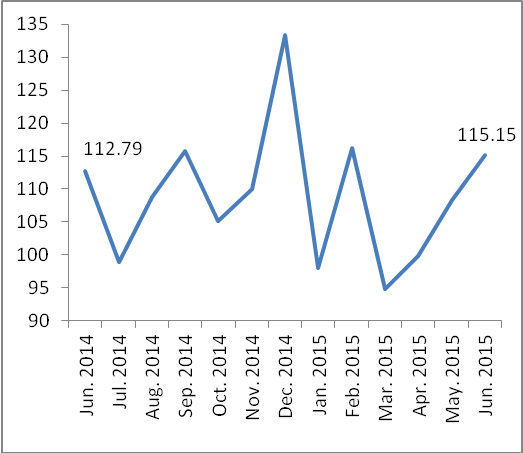 135
130
125
120
115
110
105
100
95
90
112.79
115.15
Jun. 2014
Jul. 2014
Aug. 2014
Sep. 2014
Oct. 2014
Nov. 2014
Dec. 2014
Jan. 2015
Feb. 2015
Mar. 2015
Apr. 2015
May. 2015
Jun. 2015